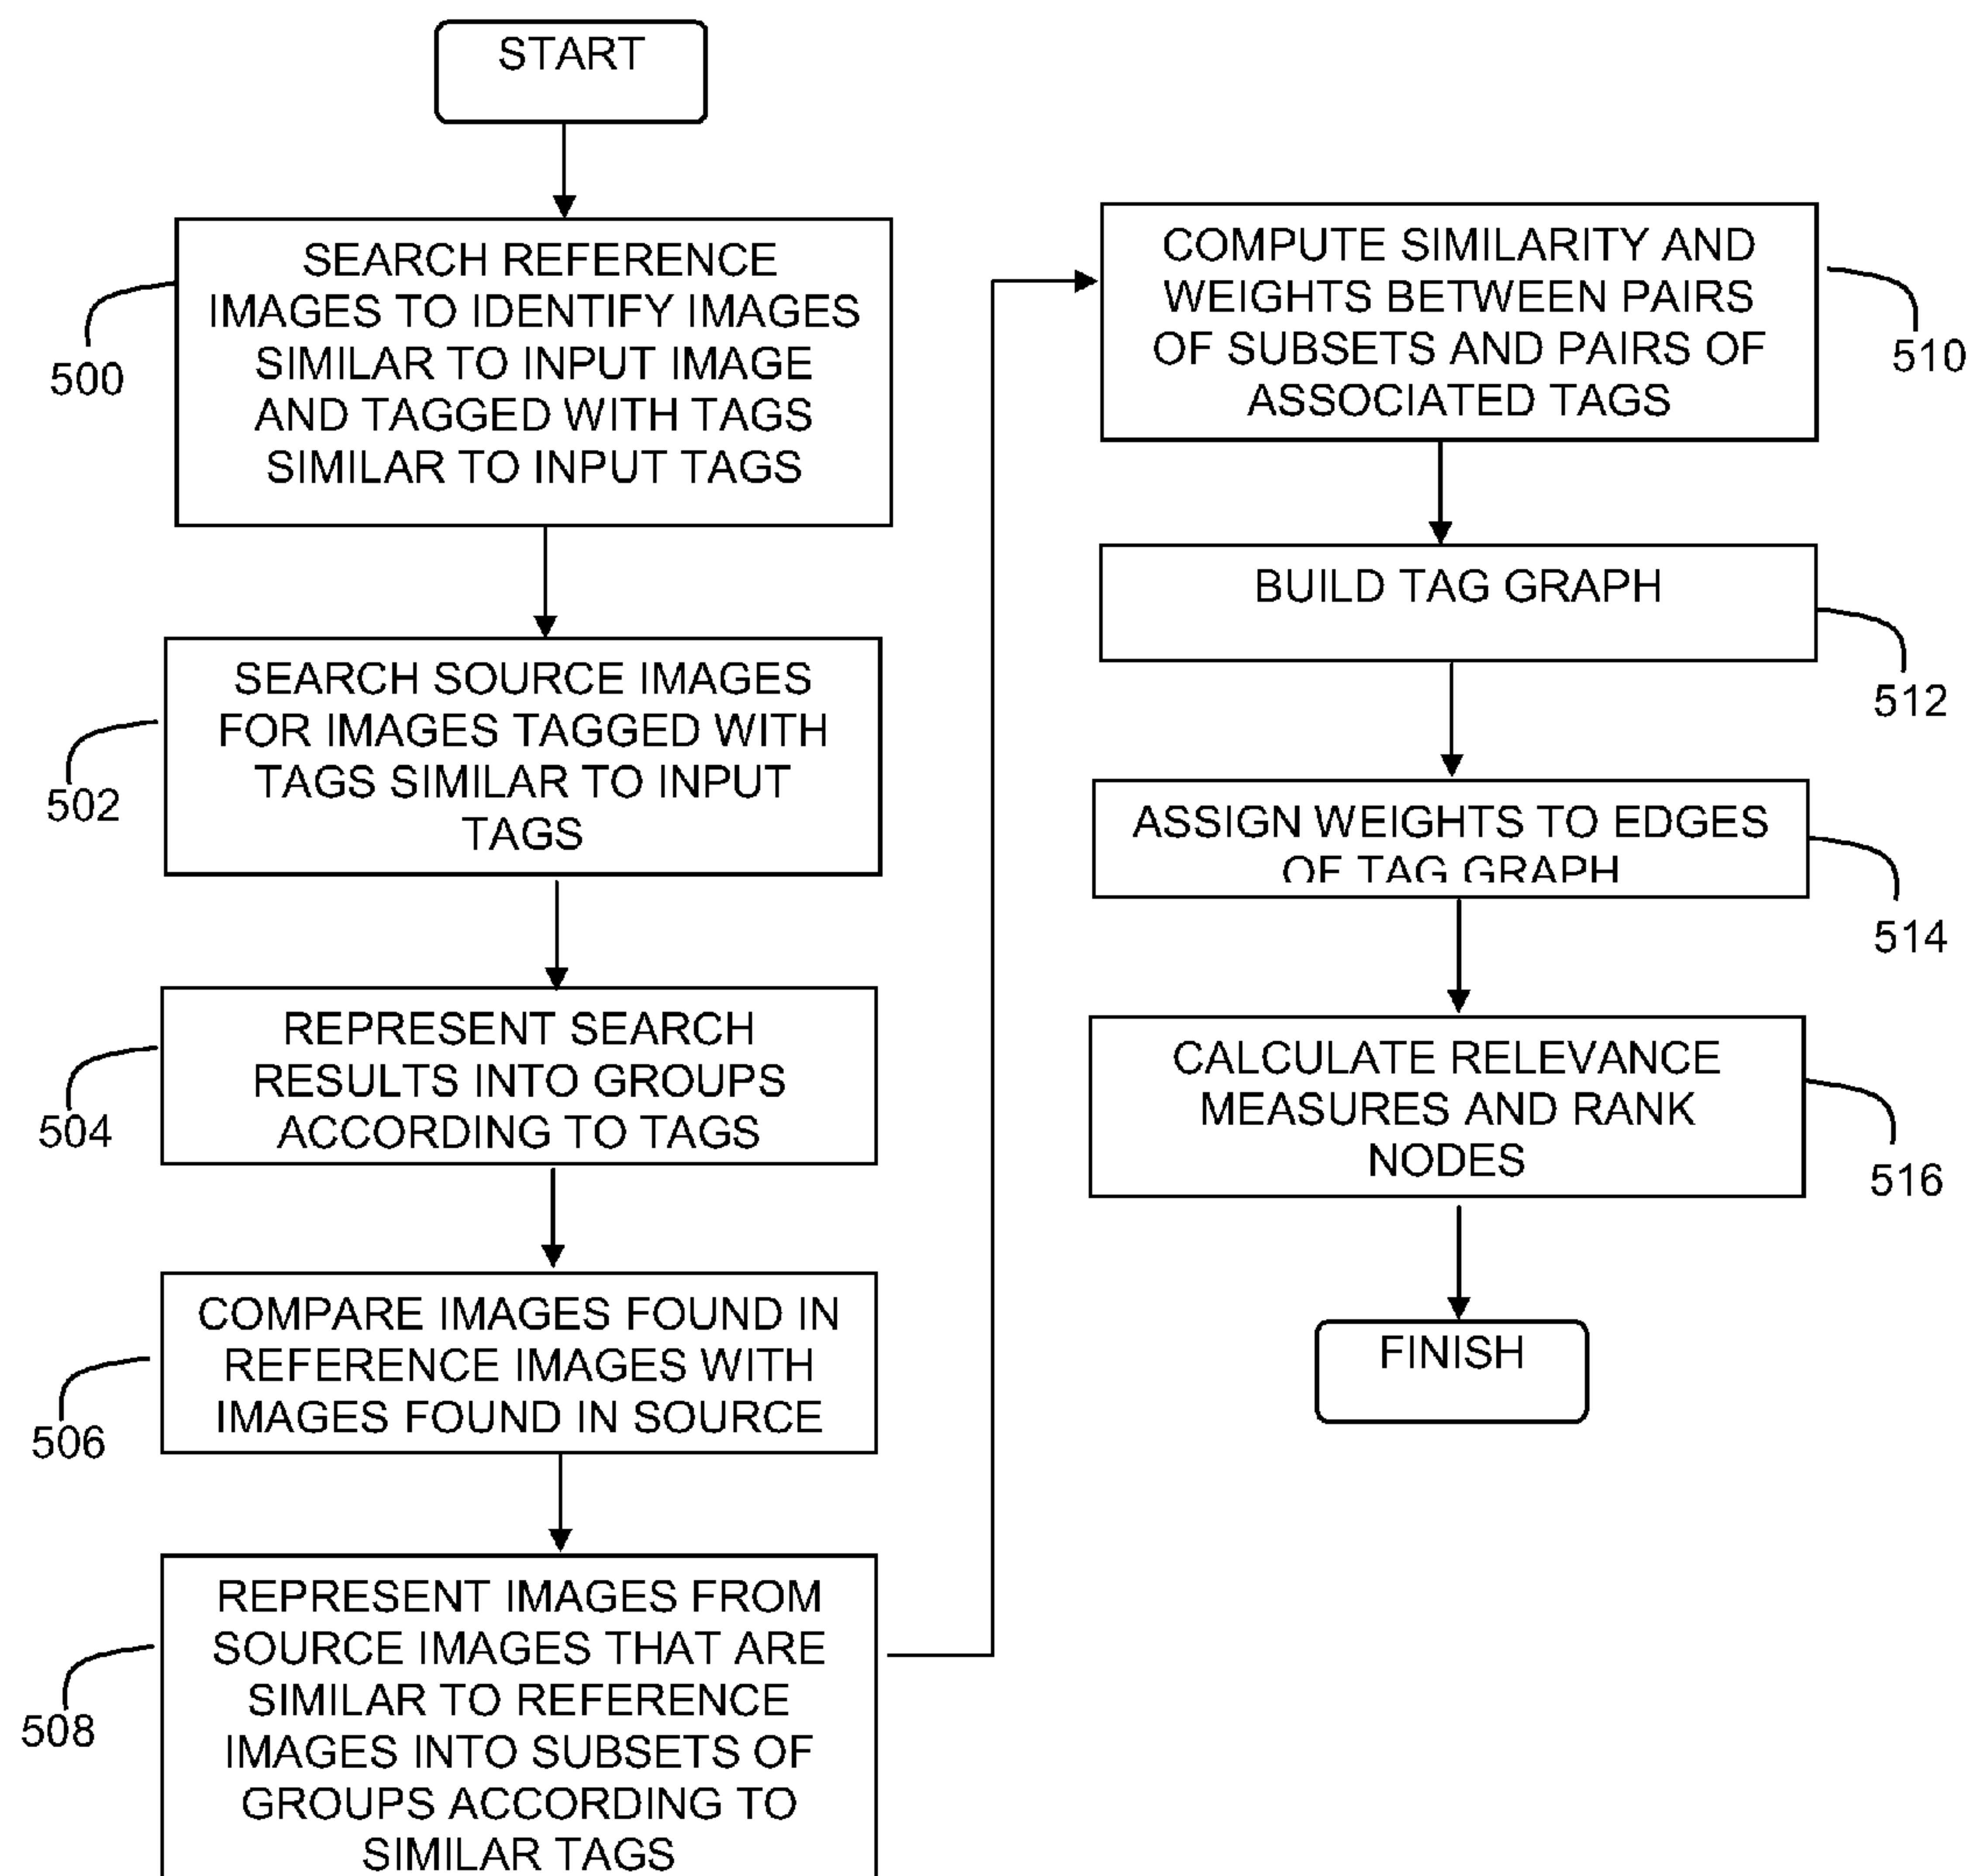 START
SEARCH REFERENCE
IMAGES TO IDENTIFY IMAGES
SIMILAR TO INPUT IMAGE
AND TAGGED WITH TAGS
SIMILAR TO INPUT TAGS
500
SEARCH SOURCE IMAGES
FOR IMAGES TAGGED WITH
TAGS SIMILAR TO INPUT
TAGS
502
REPRESENT SEARCH
RESULTS INTO GROUPS
ACCORDING TO TAGS
504
COMPARE IMAGES FOUND IN
REFERENCE IMAGES WITH
IMAGES FOUND IN SOURCE
506
REPRESENT IMAGES FROM
SOURCE IMAGES THAT ARE
SIMILAR TO REFERENCE
IMAGES INTO SUBSETS OF
GROUPS ACCORDING TO
SIMILAR TAGS
508
COMPUTE SIMILARITY AND
WEIGHTS BETWEEN PAIRS
OF SUBSETS AND PAIRS OF
ASSOCIATED TAGS
510
BUILD TAG GRAPH
512
ASSIGN WEIGHTS TO EDGES
OF TAG GRAPH
514
CALCULATE RELEVANCE
MEASURES AND RANK
NODES
516
FINISH